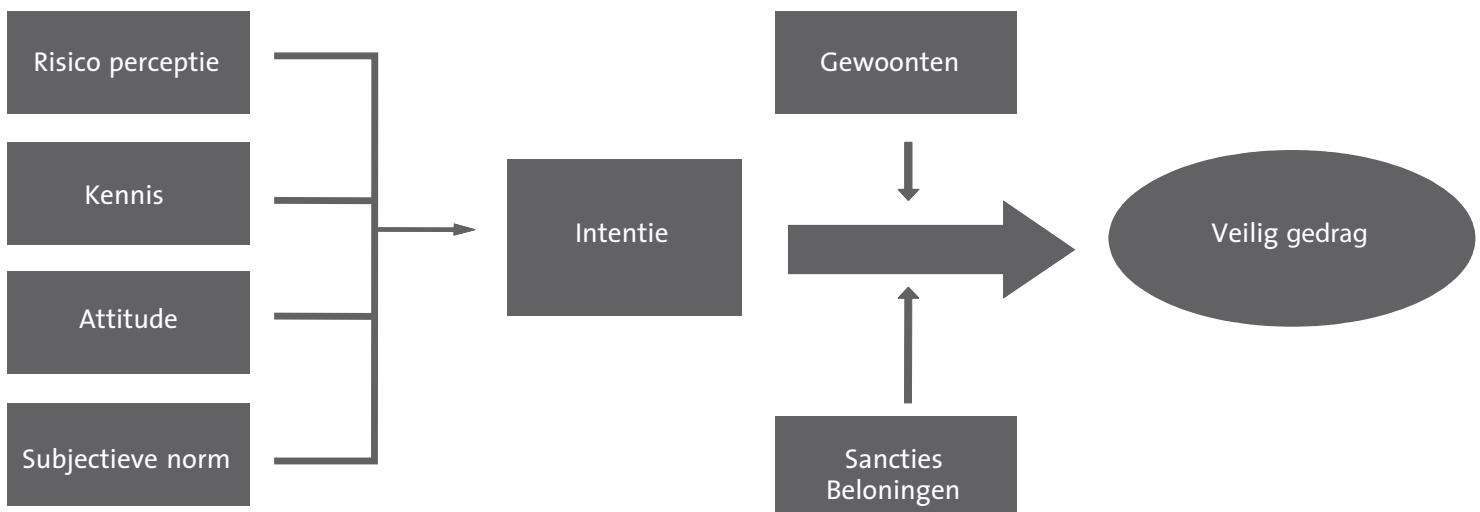 Risico perceptie
Kennis
Attitude
Subjectieve norm
Intentie
Gewoonten
Sancties
Beloningen
Veilig gedrag